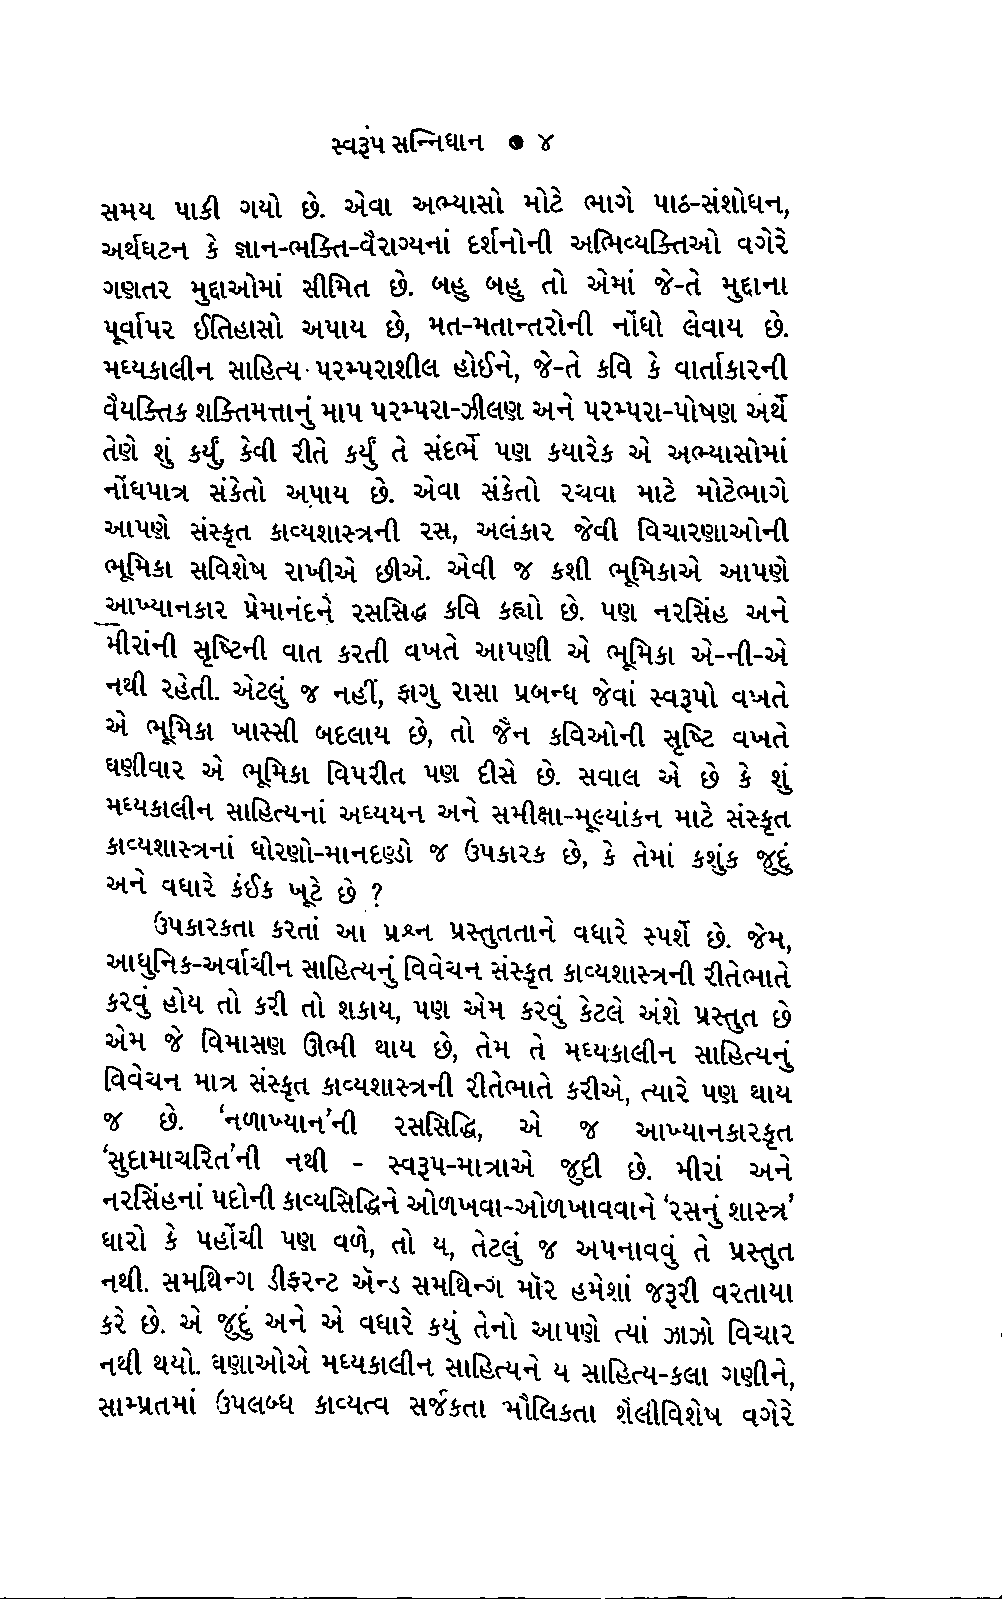 સ્વરૂપ સન્નિધાન ● ૪
સમય પાકી ગયો છે. એવા અભ્યાસો મોટે ભાગે પાઠ-સંશોધન,
અર્થઘટન કે જ્ઞાન-ભક્તિ-વૈરાગ્યનાં દર્શનોની અભિવ્યક્તિઓ વગેરે
ગણતર મુદ્દાઓમાં સીમિત છે. બહુ બહુ તો એમાં જે-તે મુદ્દાના
પૂર્વાપર ઈતિહાસો અપાય છે, મત-મતાન્તરોની નોંધો લેવાય છે.
મધ્યકાલીન સાહિત્ય પરમ્પરાશીલ હોઈને, જે-તે કવિ કે વાર્તાકારની
વૈયક્તિક શક્તિમત્તાનું માપ પરમ્પરા-ઝીલણ અને પરમ્પરા-પોષણ અર્થે
તેણે શું કર્યું, કેવી રીતે કર્યું તે સંદર્ભે પણ કયારેક એ અભ્યાસોમાં
નોંધપાત્ર સંકેતો અપાય છે. એવા સંકેતો રચવા માટે મોટેભાગે
આપણે સંસ્કૃત કાવ્યશાસ્ત્રની રસ, અલંકાર જેવી વિચારણાઓની
ભૂમિકા સવિશેષ રાખીએ છીએ. એવી જ કશી ભૂમિકાએ આપણે
આખ્યાનકાર પ્રેમાનંદને રસસિદ્ધ કવિ કહ્યો છે. પણ નરસિંહ અને
મીરાંની સૃષ્ટિની વાત કરતી વખતે આપણી એ ભૂમિકા એ-ની-એ
નથી રહેતી. એટલું જ નહીં, ફાગુ રાસા પ્રબન્ધ જેવાં સ્વરૂપો વખતે
એ ભૂમિકા ખાસ્સી બદલાય છે, તો જૈન કવિઓની સૃષ્ટિ વખતે
ઘણીવાર એ ભૂમિકા વિપરીત પણ દીસે છે. સવાલ એ છે કે શું
મધ્યકાલીન સાહિત્યનાં અધ્યયન અને સમીક્ષા-મૂલ્યાંકન માટે સંસ્કૃત
કાવ્યશાસ્ત્રનાં ધોરણો-માનદણ્ડો જ ઉપકારક છે, કે તેમાં કશુંક જુદું
અને વધારે કંઈક ખૂટે છે ?
ઉપકારકતા કરતાં આ પ્રશ્ન પ્રસ્તુતતાને વધારે સ્પર્શે છે. જેમ,
આધુનિક-અર્વાચીન સાહિત્યનું વિવેચન સંસ્કૃત કાવ્યશાસ્ત્રની રીતેભાતે
કરવું હોય તો કરી તો શકાય, પણ એમ કરવું કેટલે અંશે પ્રસ્તુત છે
એમ જે વિમાસણ ઊભી થાય છે, તેમ તે મધ્યકાલીન સાહિત્યનું
વિવેચન માત્ર સંસ્કૃત કાવ્યશાસ્ત્રની રીતેભાતે કરીએ, ત્યારે પણ થાય
જ છે. ‘નળાખ્યાન’ની રસસિદ્ધિ, એ જ આખ્યાનકારકૃત
‘સુદામાચરિત’ની નથી - સ્વરૂપ-માત્રાએ જુદી છે. મીરાં અને
નરસિંહનાં પદોની કાવ્યસિદ્ધિને ઓળખવા-ઓળખાવવાને ‘રસનું શાસ્ત્ર’
ધારો કે પહોંચી પણ વળે, તો ય, તેટલું જ અપનાવવું તે પ્રસ્તુત
નથી. સમથિન્ગ ડીફરન્ટ ઍન્ડ સમથિન્ગ મૉર હમેશાં જરૂરી વરતાયા
કરે છે. એ જુદું અને એ વધારે કયું તેનો આપણે ત્યાં ઝાઝો વિચાર
નથી થયો. ઘણાઓએ મધ્યકાલીન સાહિત્યને ય સાહિત્ય-કલા ગણીને,
સામ્પ્રતમાં ઉપલબ્ધ કાવ્યત્વ સર્જકતા મૌલિકતા શૈલીવિશેષ વગેરે